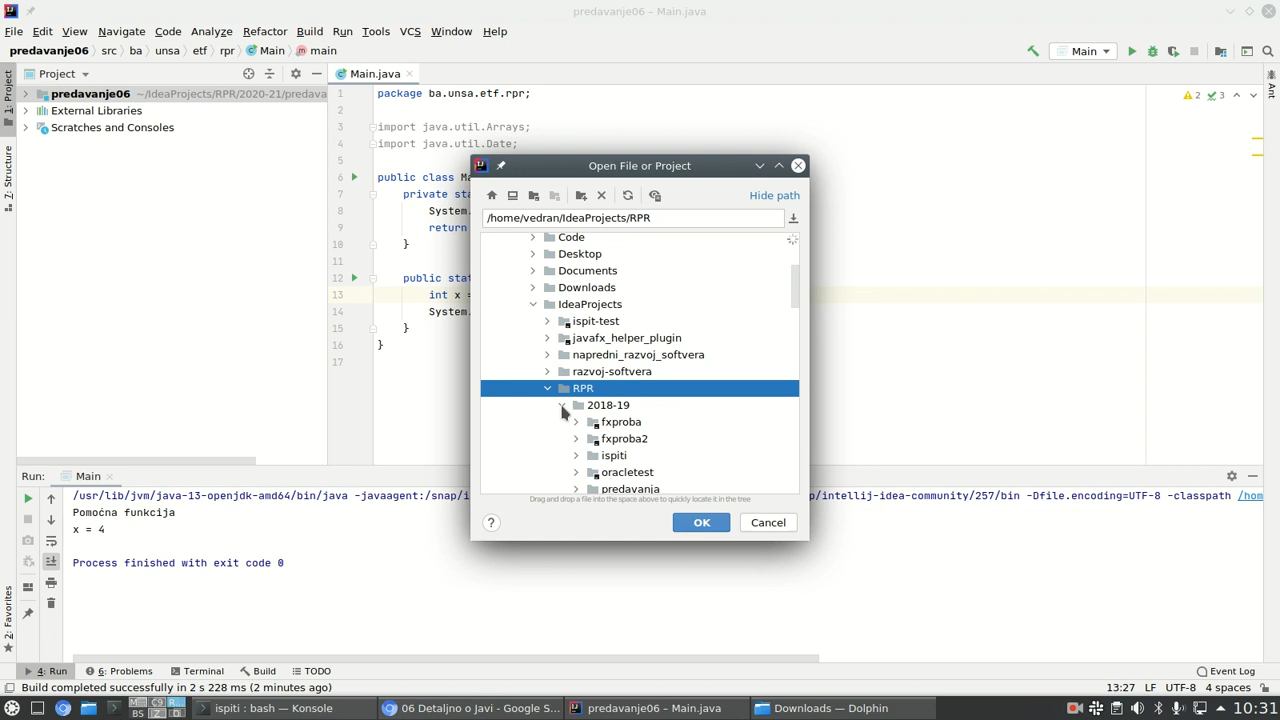 predavanje06 – Main.java
File Edit View Navigate Code Analyze Refactor Build Run Tools VCS Window Help
predavanje06 src ba unsa etf rpr Main main
Main
Project
Main.java
1: Project
Ant
predavanje06 ~/IdeaProjects/RPR/2020-21/predava
External Libraries
Scratches and Consoles
7: Structure
2: Favorites
1 package ba.unsa.etf.rpr;
2 3
2
3 import java.util.Arrays;
4 import java.util.Date;
5
6 public class Ma
7 private sta
8 System.
9 return
10 }
11
12 public stat
13 int x =
14 System.
15 }
16 }
17
Open File or Project
Hide path
/home/vedran/IdeaProjects/RPR
Code
Desktop
Documents
Downloads
IdeaProjects
ispit-test
javafx_helper_plugin
napredni_razvoj_softvera
razvoj-softvera
RPR
2018-19
fxproba
fxproba2
ispiti
oracletest
predavanja
Drag and drop a file into the space above to quickly locate it in the tree
? OK Cancel
Run: Main
/usr/lib/jvm/java-13-openjdk-amd64/bin/java -javaagent:/snap/i
p/intellij-idea-community/257/bin -Dfile.encoding=UTF-8 -classpath /hom
Pomoćna funkcija
x = 4
Process finished with exit code 0
4: Run 6: Problems Terminal Build TODO Event Log
Build completed successfully in 2 s 228 ms (2 minutes ago) 13:27 LF UTF-8 4 spaces
ispiti : bash — Konsole
06 Detaljno o Javi - Google S...
predavanje06 – Main.java
Downloads — Dolphin
10:31